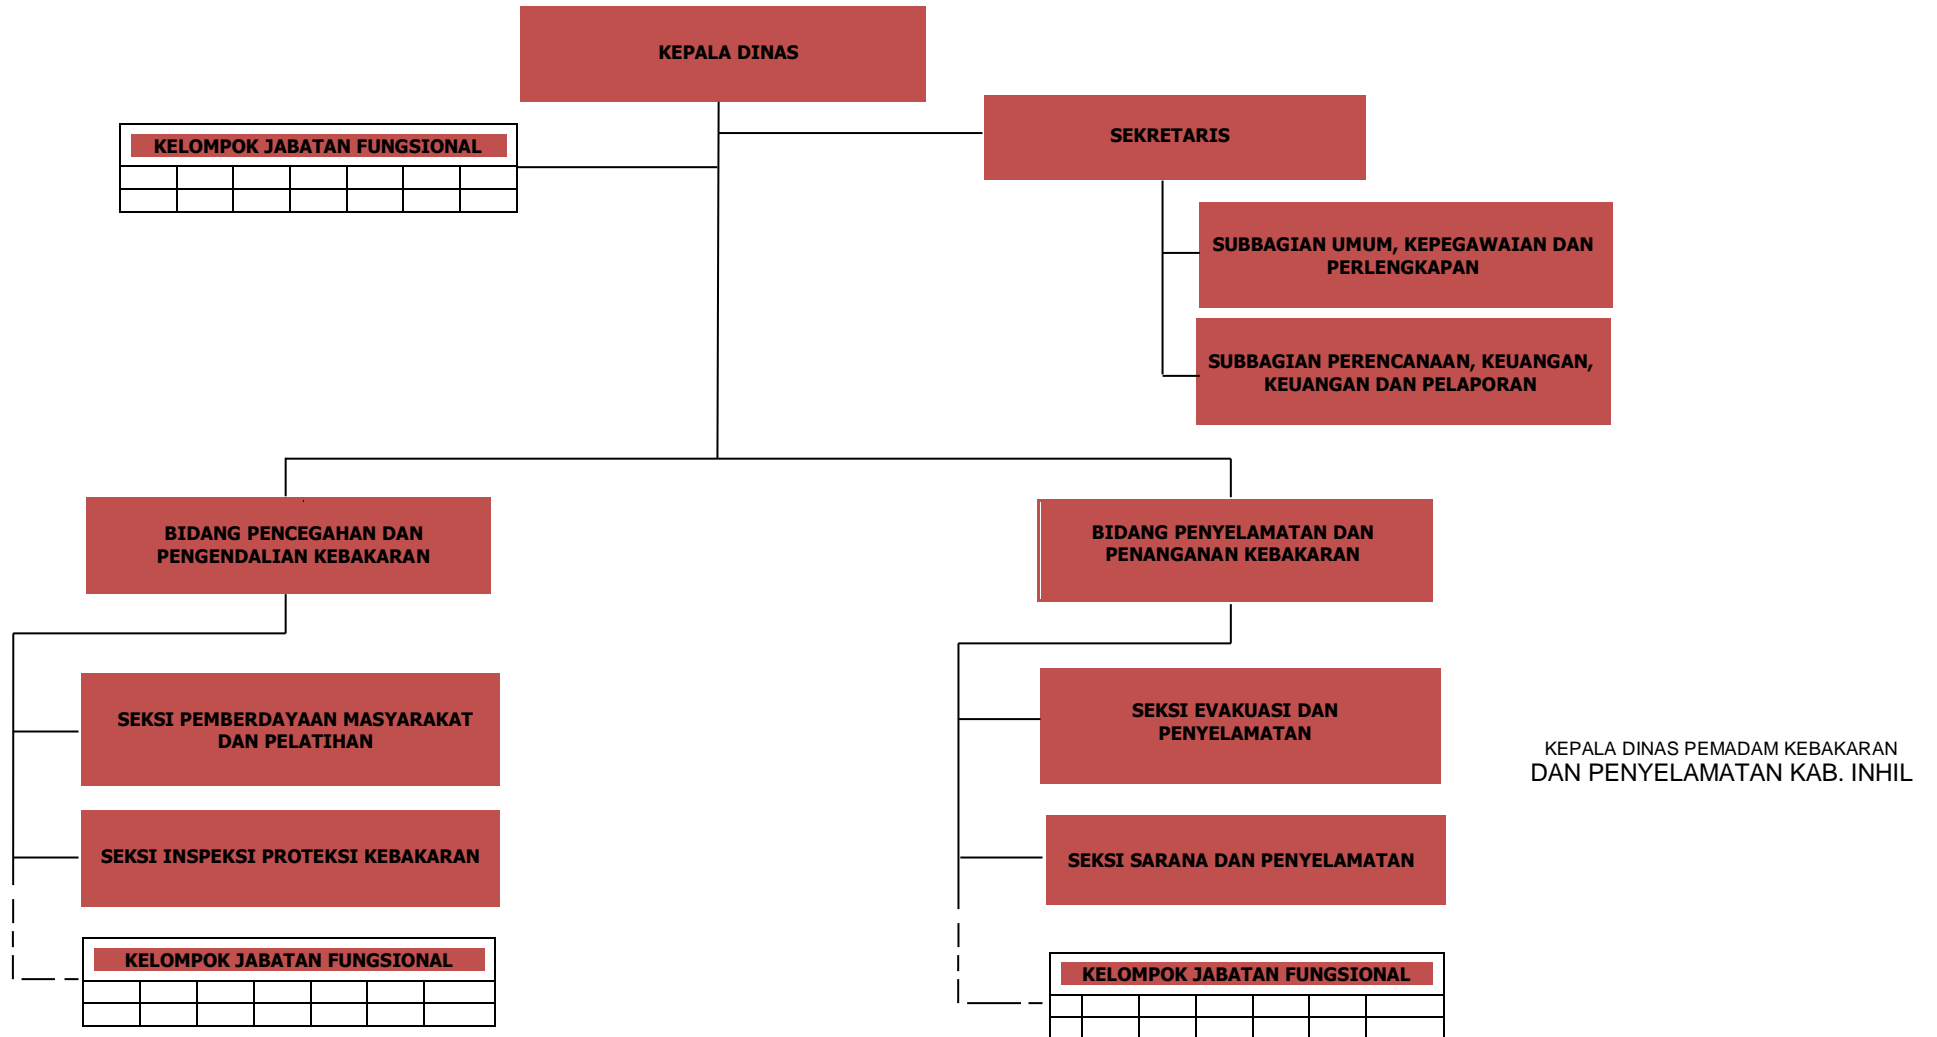 KEPALA DINAS
SEKRETARIS
KELOMPOK JABATAN FUNGSIONAL
SUBBAGIAN UMUM, KEPEGAWAIAN DAN
PERLENGKAPAN
SUBBAGIAN PERENCANAAN, KEUANGAN,
KEUANGAN DAN PELAPORAN
BIDANG PENCEGAHAN DAN
PENGENDALIAN KEBAKARAN
BIDANG PENYELAMATAN DAN
PENANGANAN KEBAKARAN
SEKSI PEMBERDAYAAN MASYARAKAT
DAN PELATIHAN
SEKSI EVAKUASI DAN
PENYELAMATAN
KEPALA DINAS PEMADAM KEBAKARAN
DAN PENYELAMATAN KAB. INHIL
SEKSI INSPEKSI PROTEKSI KEBAKARAN
SEKSI SARANA DAN PENYELAMATAN
KELOMPOK JABATAN FUNGSIONAL
KELOMPOK JABATAN FUNGSIONAL